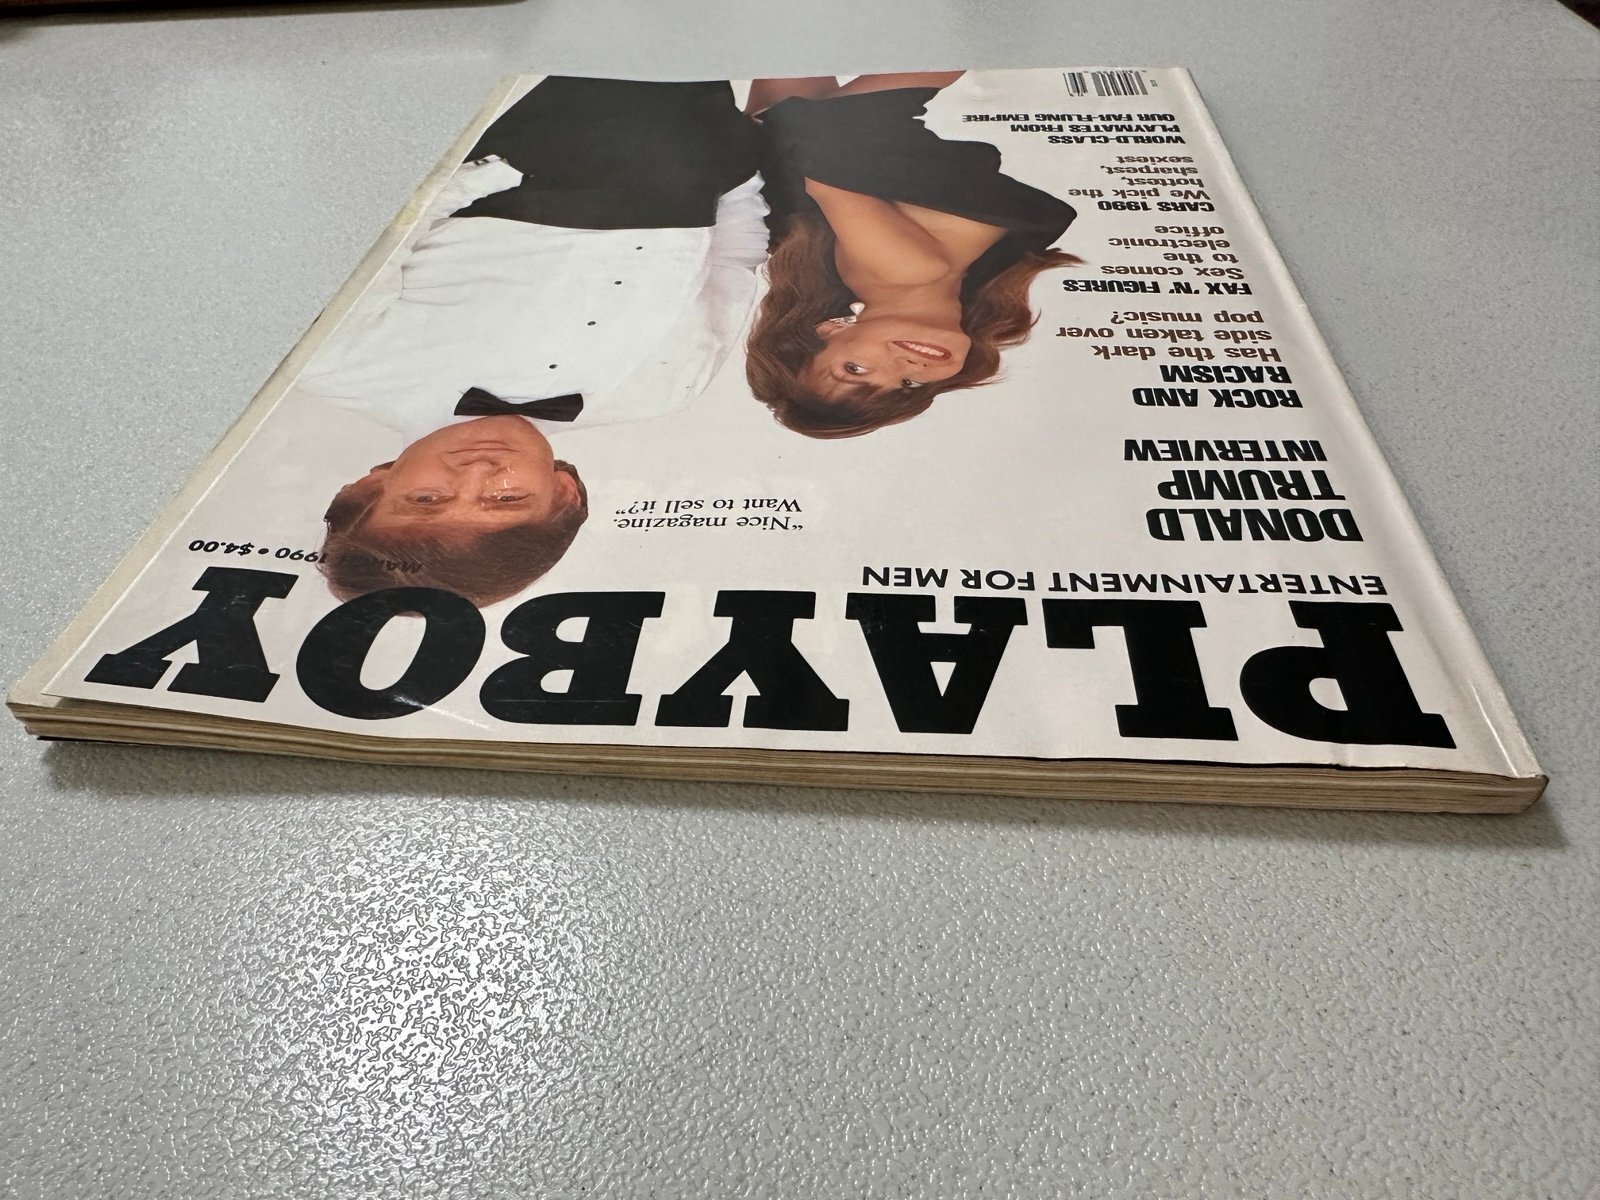 PLAYBOY
ENTERTAINMENT FOR MEN
1990 • $4.00
DONALD
TRUMP
INTERVIEW
"Nice magazine.
Want to sell it?"
ROCK AND
RACISM
Has the dark
side taken over
pop music?
FAX 'N' FIGURES
Sex comes
to the
electronic
office
CARS 1990
We pick the
hottest,
sharpest,
sexiest
WORLD-CLASS
PLAYMATES FROM
OUR FAR-FLUNG EMPIRE